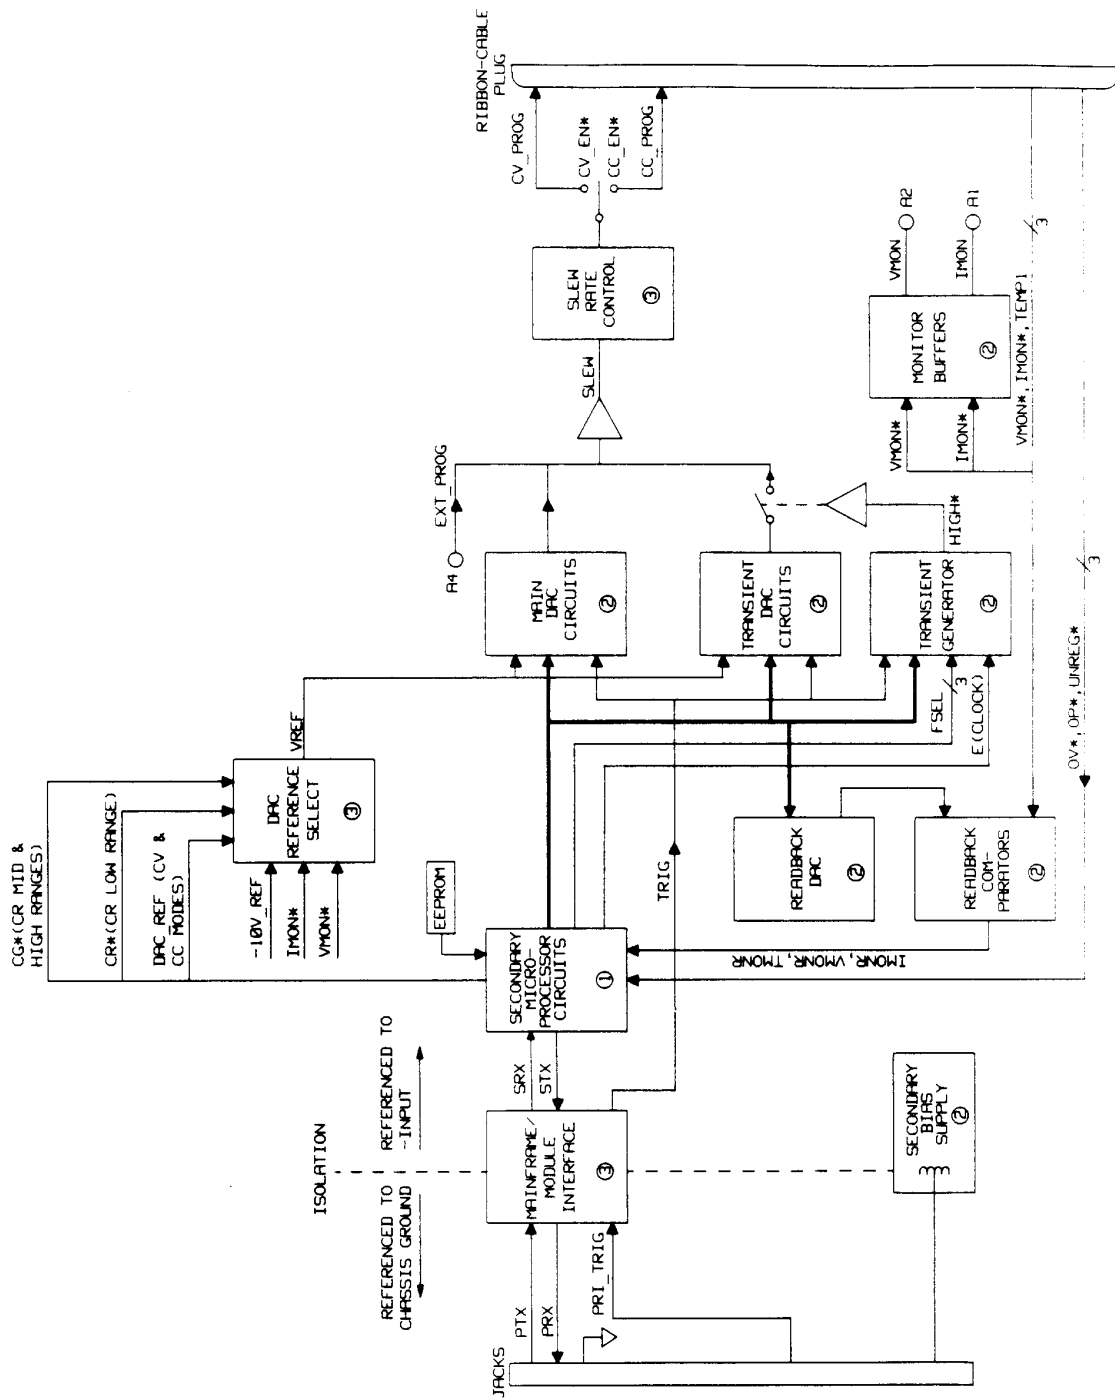 CG*(CR MID &
HIGH RANGES)
CR*(CR LOW RANGE)
DAC_REF (CV &
CC MODES)
-10V_REF
IMON*
VMON*
DAC
REFERENCE
SELECT
③
VREF
ISOLATION
REFERENCED TO
CHASSIS GROUND
REFERENCED TO
-INPUT
EEPROM
JACKS
PTX
PRX
PRI_TRIG
MAINFRAME/
MODULE
INTERFACE
③
SRX
STX
SECONDARY
MICRO-
PROCESSOR
CIRCUITS
①
TRIG
IMONR, VMONR, TMONR
SECONDARY
BIAS
SUPPLY
②
READBACK
DAC
②
READBACK
COM-
PARATORS
②
FSEL
3
E(CLOCK)
A4
EXT_PROG
MAIN
DAC
CIRCUITS
②
TRANSIENT
DAC
CIRCUITS
②
TRANSIENT
GENERATOR
②
HIGH*
SLEW
SLEW
RATE
CONTROL
③
CV_PROG
CV_EN*
CC_EN*
CC_PROG
RIBBON-CABLE
PLUG
VMON*
IMON*
MONITOR
BUFFERS
②
VMON
A2
IMON
A1
VMON*, IMON*, TEMP1
3
OV*, OP*, UNREG*
3